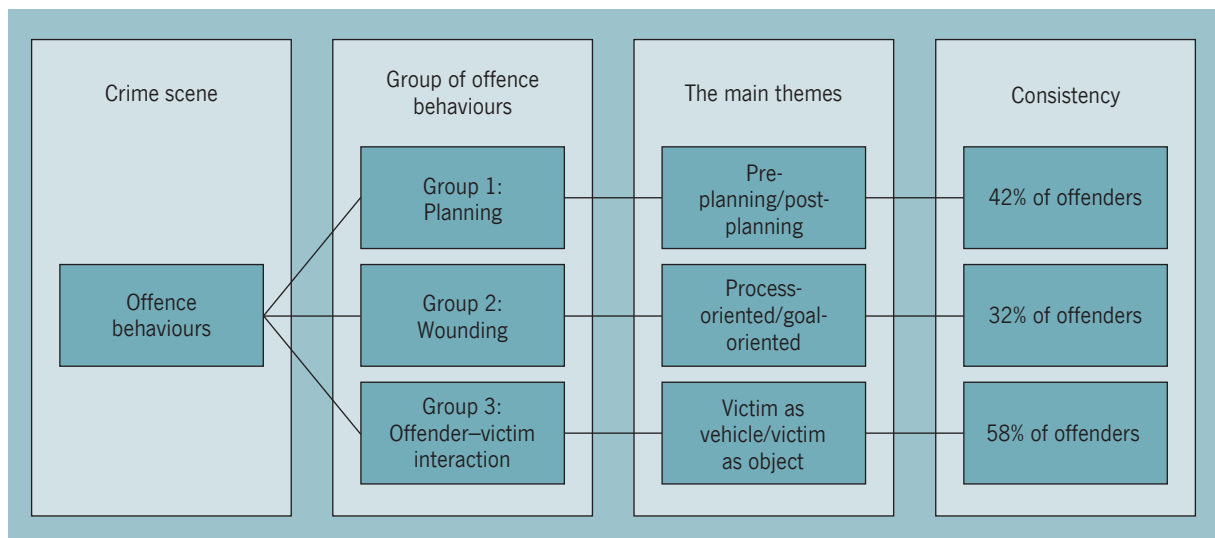 Crime scene
Offence
behaviours
Group of offence
behaviours
Group 1:
Planning
Group 2:
Wounding
Group 3:
Offender–victim
interaction
The main themes
Pre-
planning/post-
planning
Process-
oriented/goal-
oriented
Victim as
vehicle/victim
as object
Consistency
42% of offenders
32% of offenders
58% of offenders